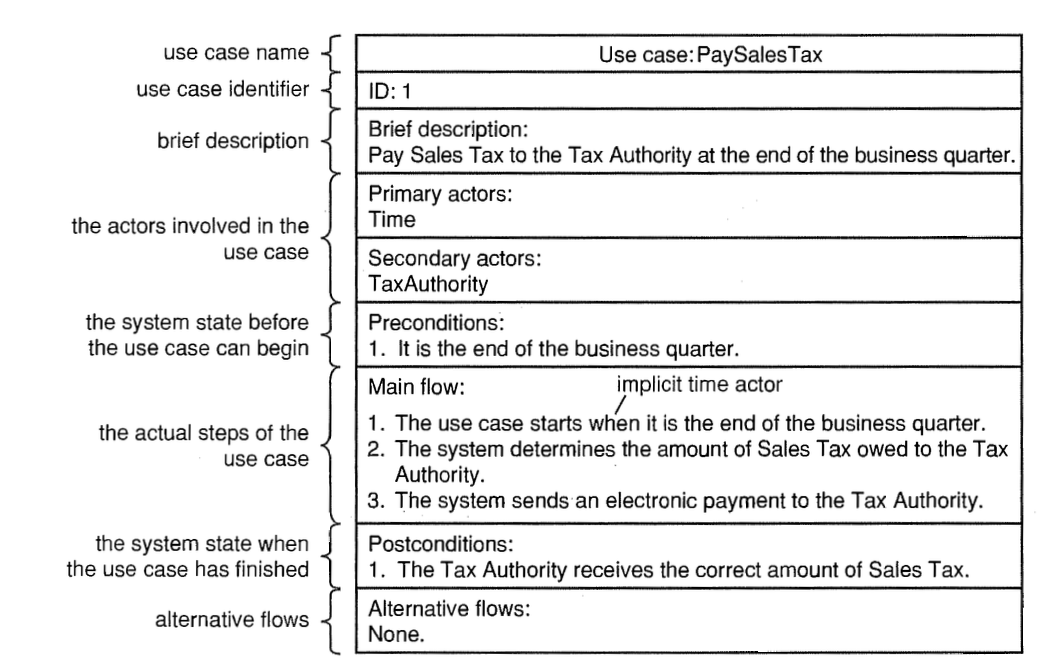 use case name
Use case: PaySalesTax
use case identifier
ID: 1
brief description
Brief description:
Pay Sales Tax to the Tax Authority at the end of the business quarter.
the actors involved in the
use case
Primary actors:
Time
Secondary actors:
TaxAuthority
the system state before
the use case can begin
Preconditions:
1. It is the end of the business quarter.
the actual steps of the
use case
Main flow:
implicit time actor
1. The use case starts when it is the end of the business quarter.
2. The system determines the amount of Sales Tax owed to the Tax
Authority.
3. The system sends an electronic payment to the Tax Authority.
the system state when
the use case has finished
Postconditions:
1. The Tax Authority receives the correct amount of Sales Tax.
alternative flows
Alternative flows:
None.